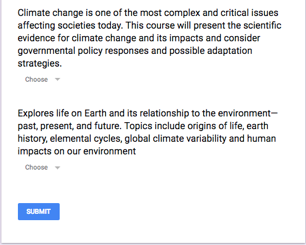 Climate change is one of the most complex and critical issues
affecting societies today. This course will present the scientific
evidence for climate change and its impacts and consider
governmental policy responses and possible adaptation
strategies.
Choose
Explores life on Earth and its relationship to the environment—
past, present, and future. Topics include origins of life, earth
history, elemental cycles, global climate variability and human
impacts on our environment
Choose
SUBMIT